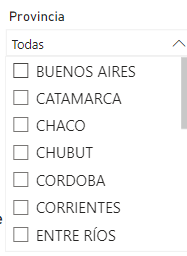 Provincia
Todas
BUENOS AIRES
CATAMARCA
CHACO
CHUBUT
CORDOBA
CORRIENTES
ENTRE RÍOS